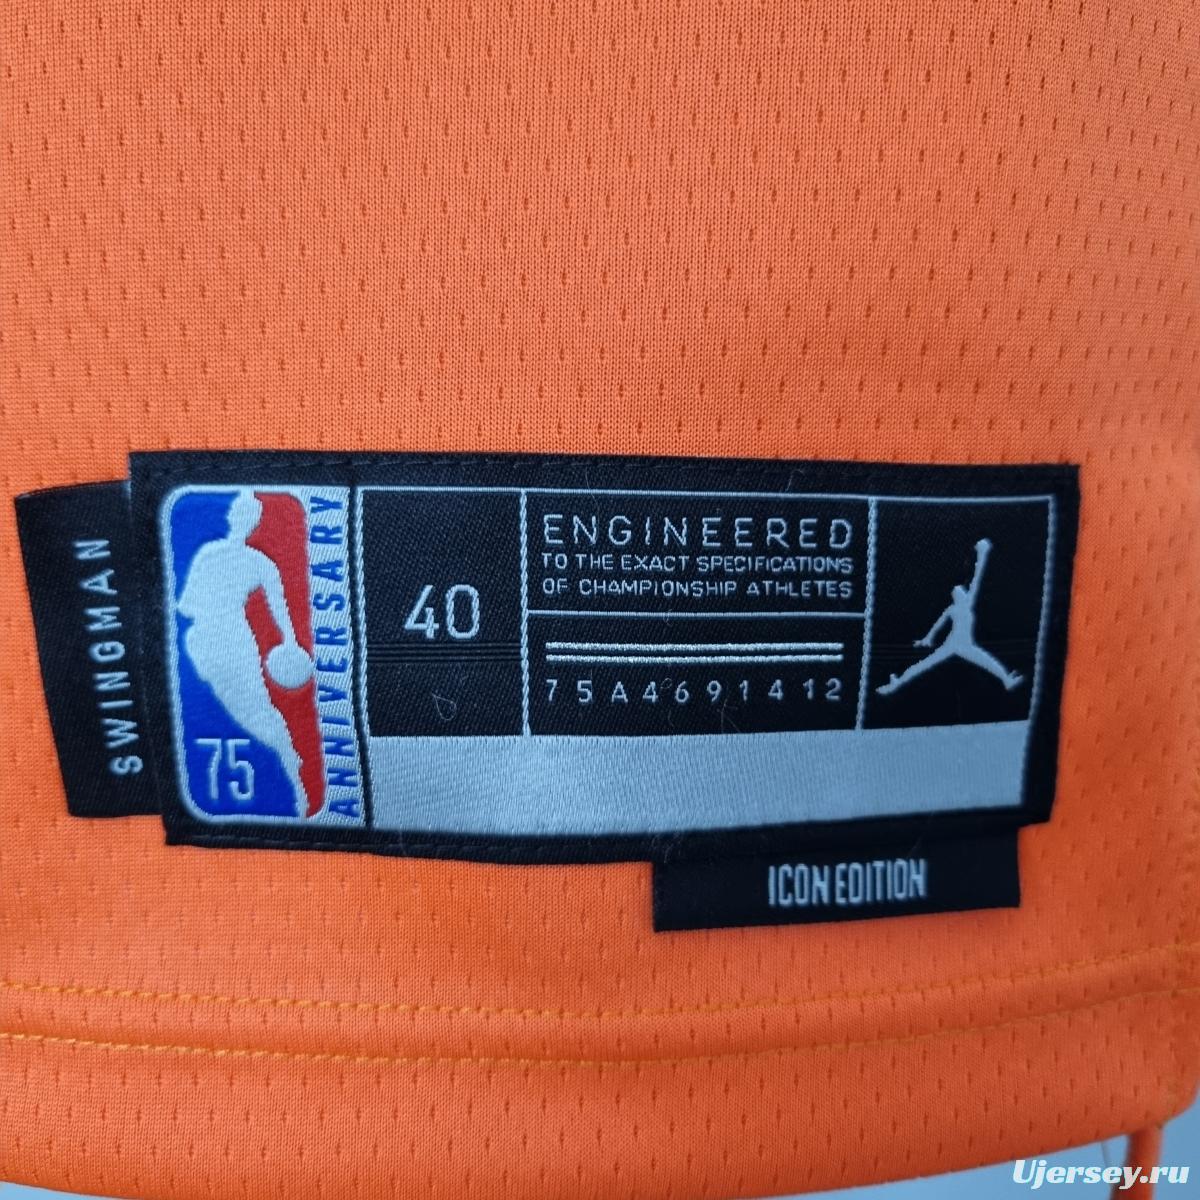 SWINGMAN
75
ANNIVERSARY
40
ENGINEERED
TO THE EXACT SPECIFICATIONS
OF CHAMPIONSHIP ATHLETES
75A4691412
ICON EDITION
Ujersey.ru